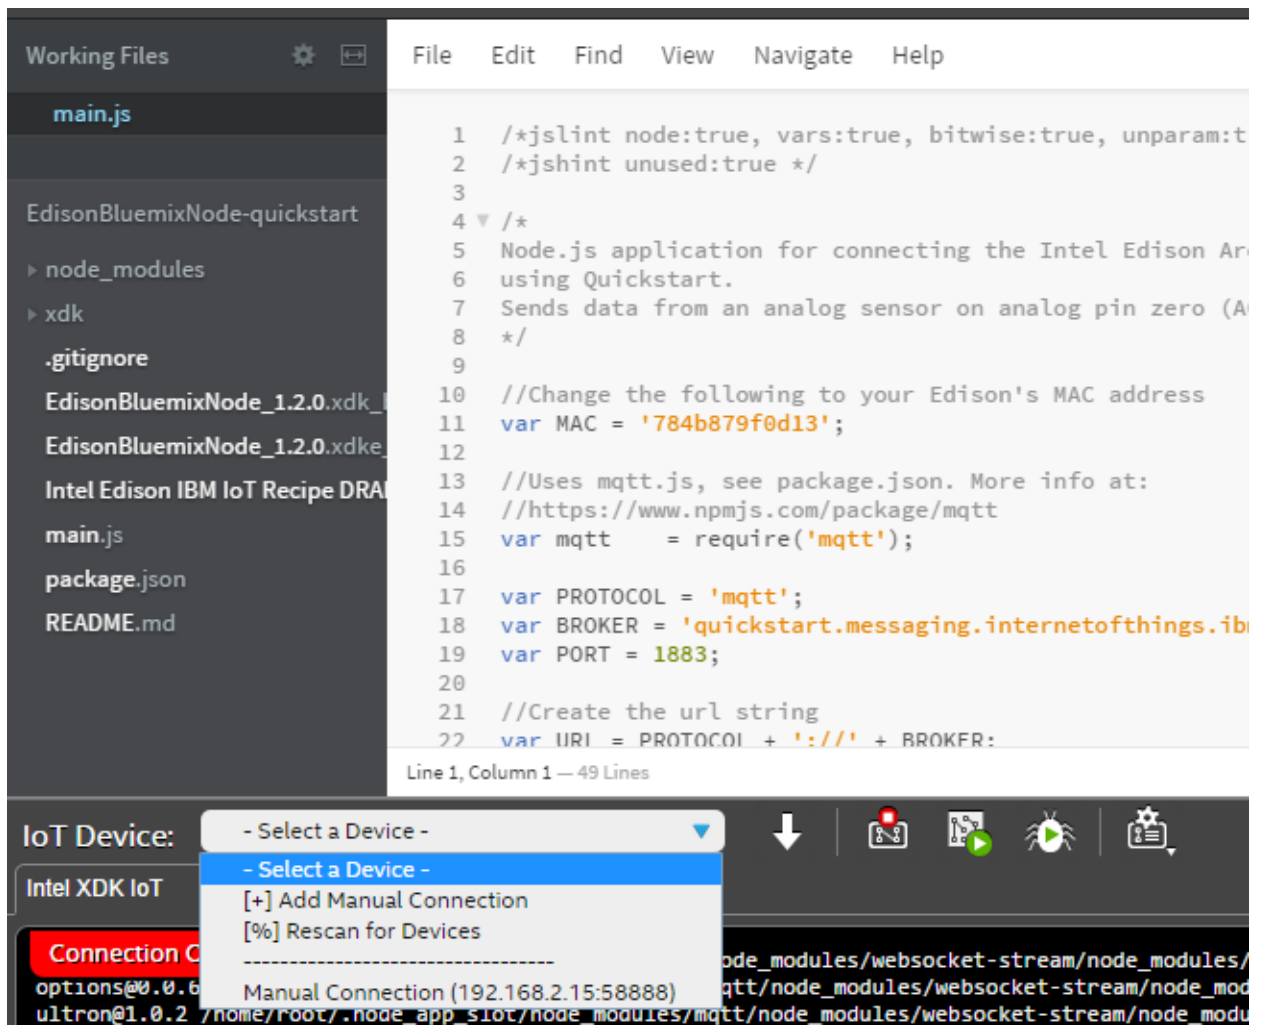 Working Files
File Edit Find View Navigate Help
main.js
EdisonBluemixNode-quickstart
node_modules
xdk
.gitignore
EdisonBluemixNode_1.2.0.xdk_
EdisonBluemixNode_1.2.0.xdke_
Intel Edison IBM IoT Recipe DRA
main.js
package.json
README.md
1 /*jslint node:true, vars:true, bitwise:true, unparam:t
2 /*jshint unused:true */
3
4 /*
5 Node.js application for connecting the Intel Edison Ar
6 using Quickstart.
7 Sends data from an analog sensor on analog pin zero (A
8 */
9
10 //Change the following to your Edison's MAC address
11 var MAC = '784b879f0d13';
12
13 //Uses mqtt.js, see package.json. More info at:
14 //https://www.npmjs.com/package/mqtt
15 var mqtt    = require('mqtt');
16
17 var PROTOCOL = 'mqtt';
18 var BROKER = 'quickstart.messaging.internetofthings.ib
19 var PORT = 1883;
20
21 //Create the url string
22 var URL = PROTOCOL + '://' + BROKER;
Line 1, Column 1 — 49 Lines
IoT Device: - Select a Device -
- Select a Device -
[+] Add Manual Connection
[%] Rescan for Devices
----------------------------------
Manual Connection (192.168.2.15:58888)
Intel XDK IoT
Connection
ode_modules/websocket-stream/node_modules/
options@0.0.6 qtt/node_modules/websocket-stream/node_mod
ultron@1.0.2 /home/root/.node_app_slot/node_modules/mqtt/node_modules/websocket-stream/node_modu